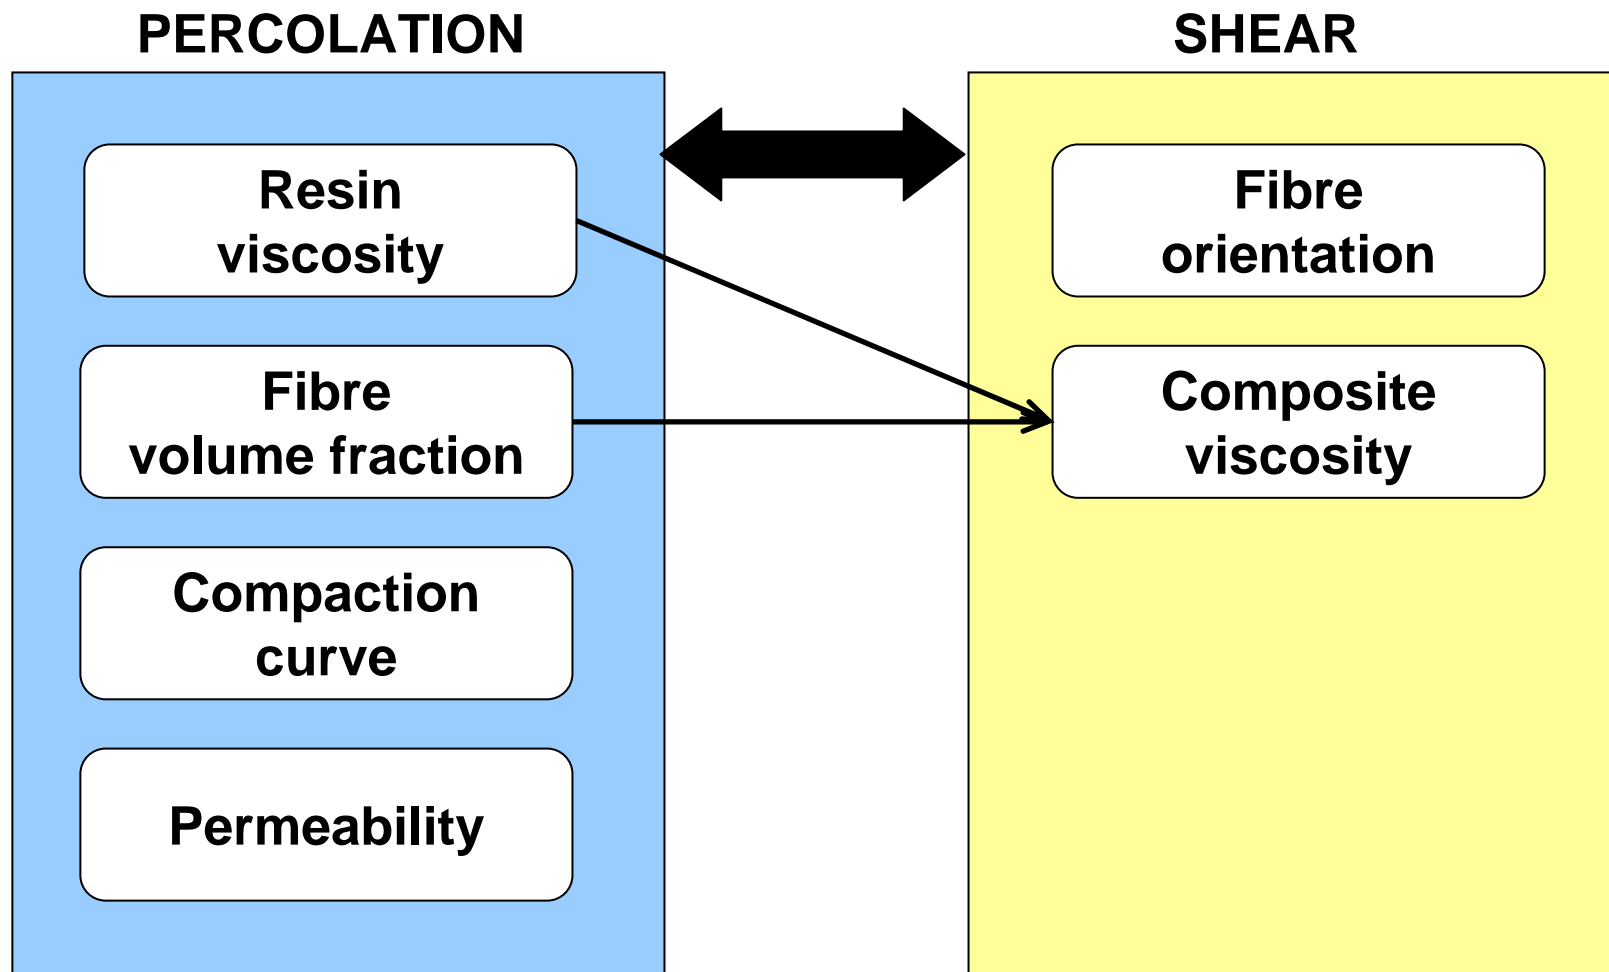 PERCOLATION
Resin
viscosity
Fibre
volume fraction
Compaction
curve
Permeability
SHEAR
Fibre
orientation
Composite
viscosity